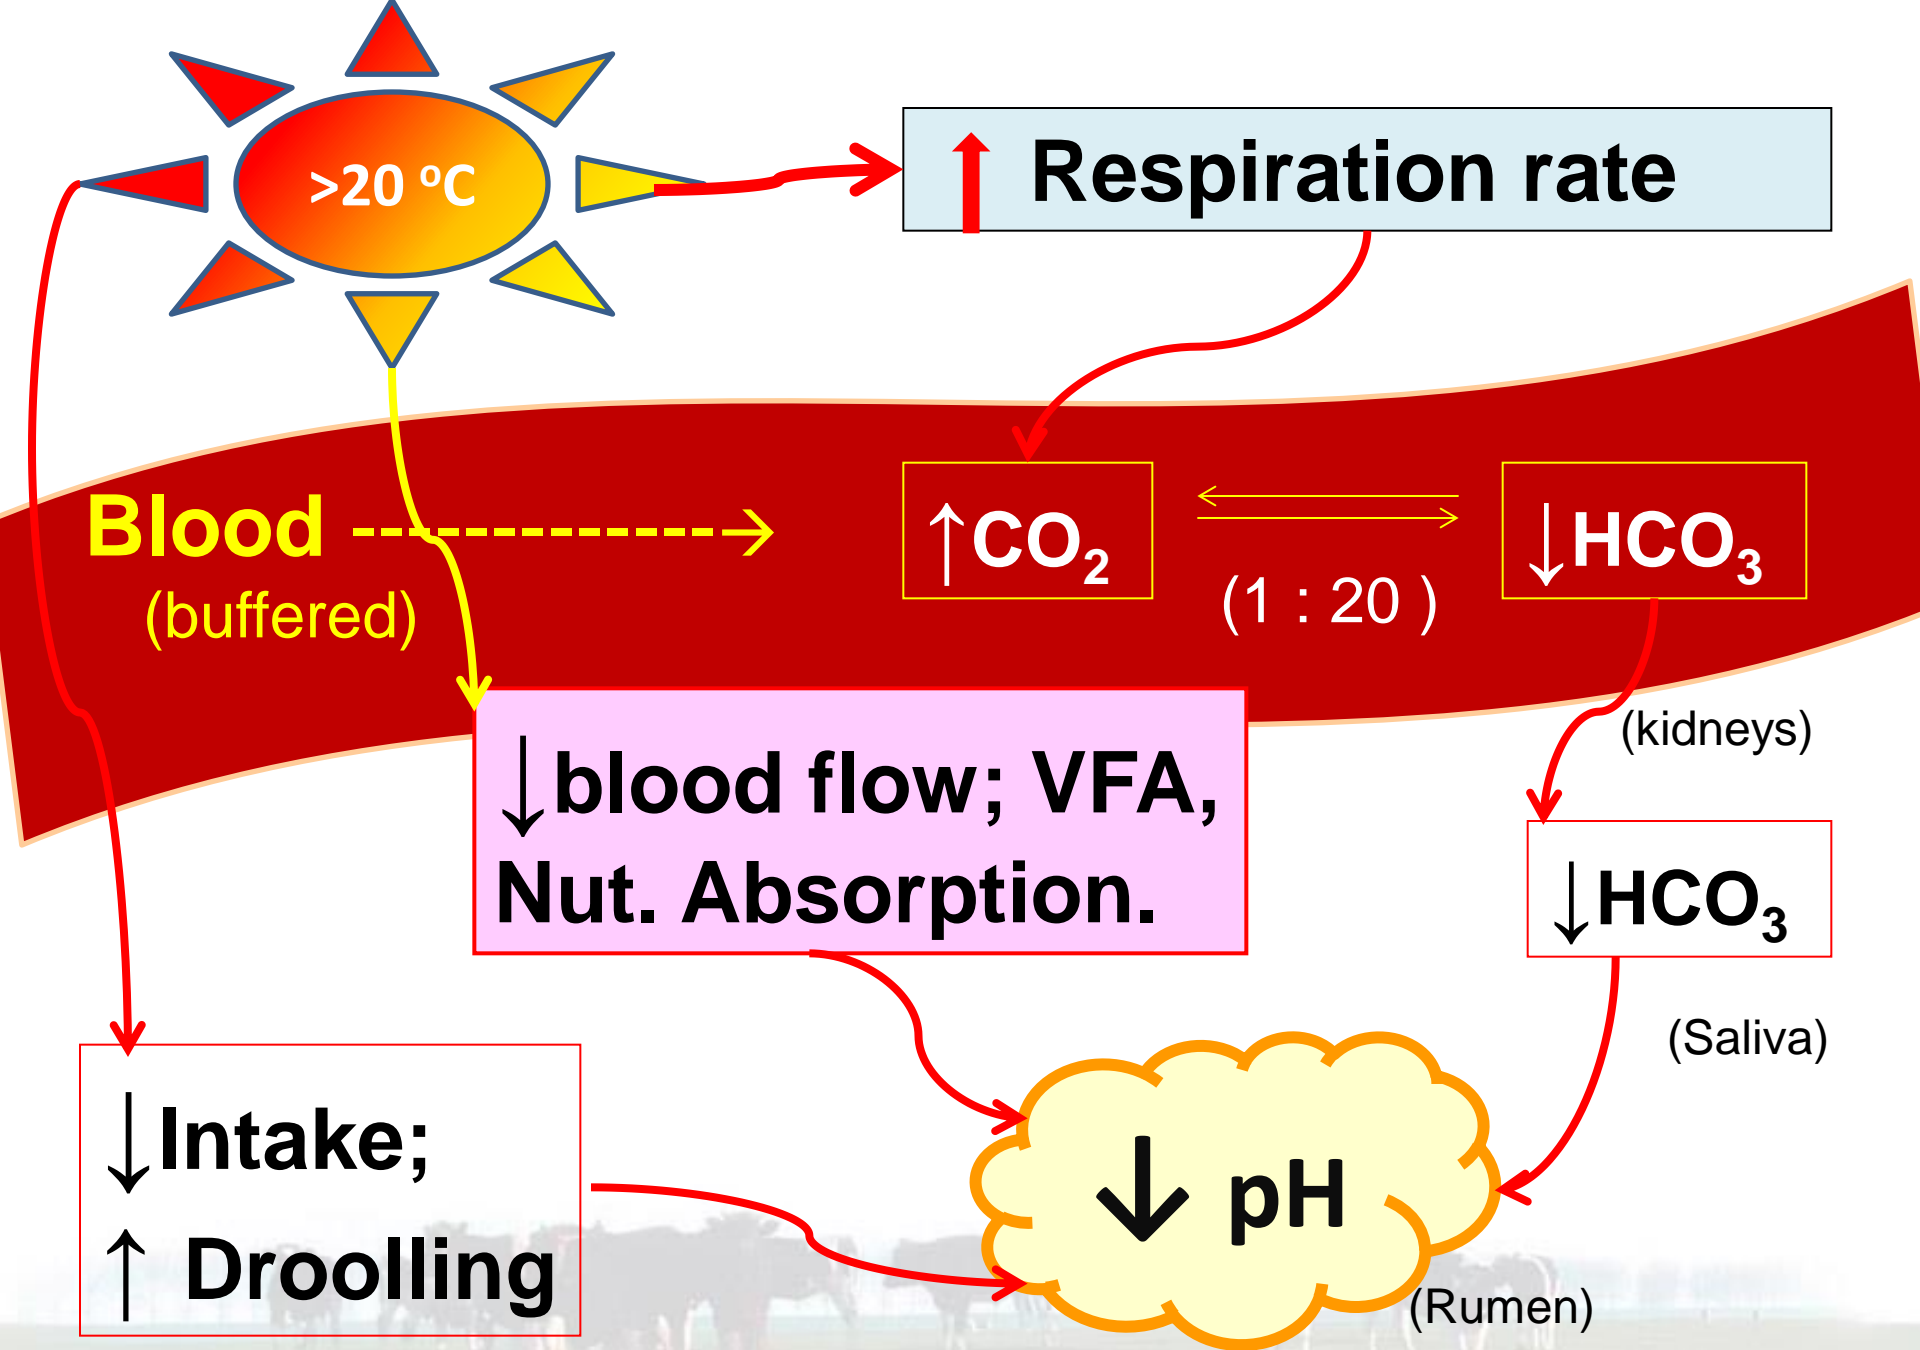 >20 ºC
↑ Respiration rate
Blood
(buffered)
↑CO₂
(1 : 20 )
↓HCO₃
(kidneys)
↓blood flow; VFA,
Nut. Absorption.
↓HCO₃
(Saliva)
↓Intake;
↑ Droolling
↓ pH
(Rumen)